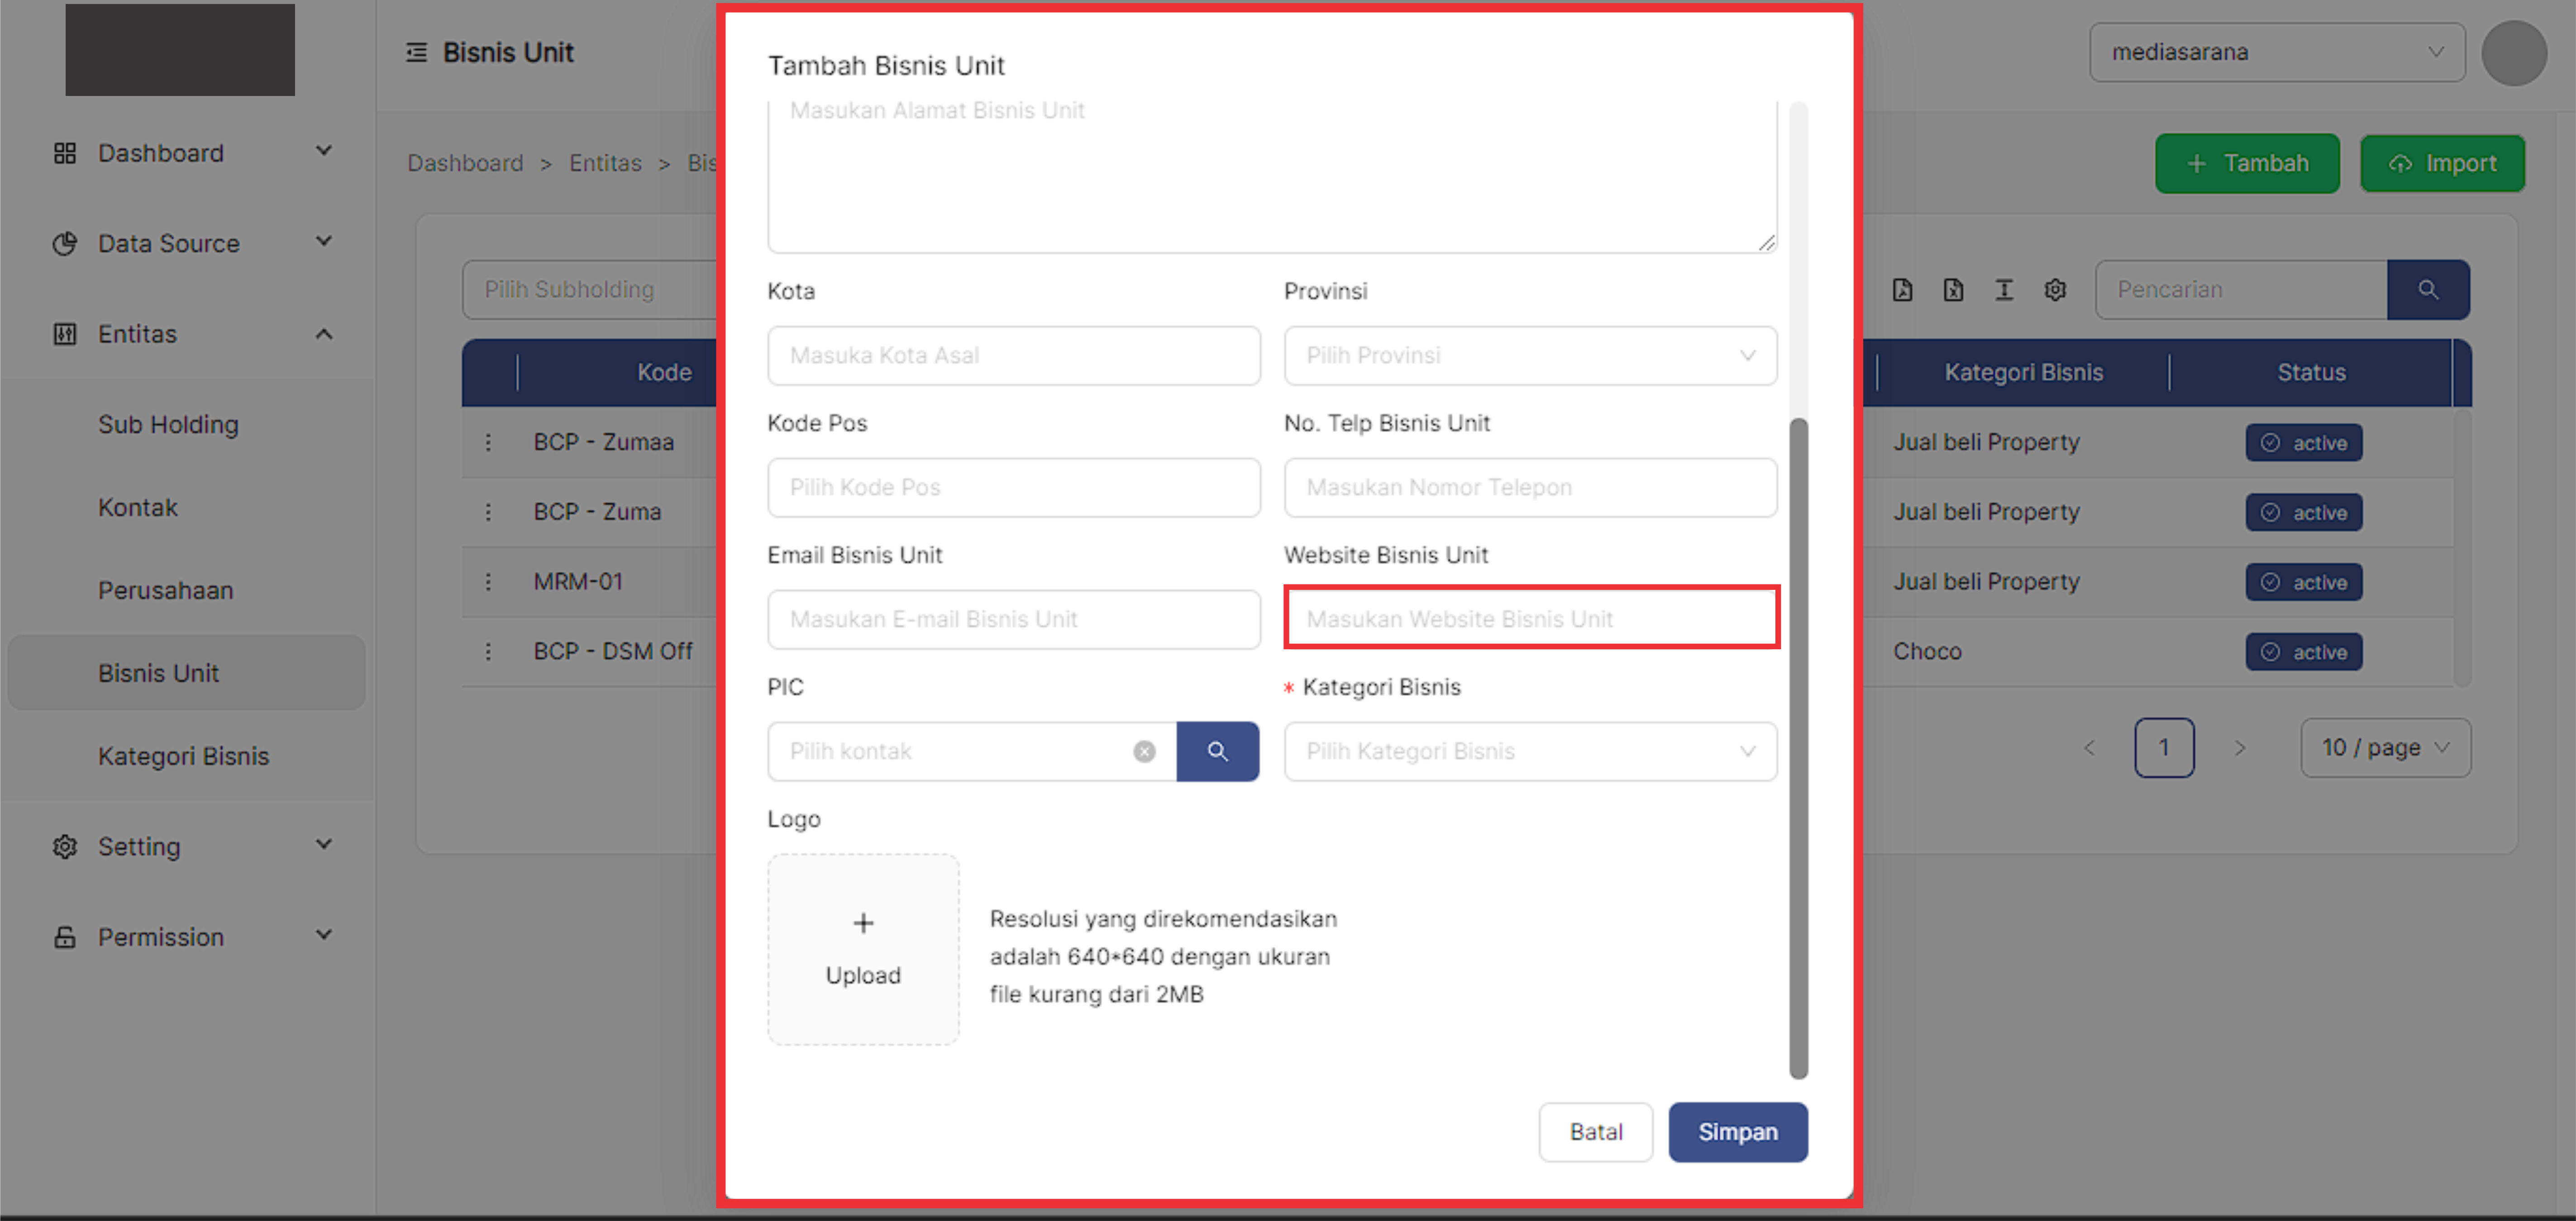 Bisnis Unit
mediasarana
Dashboard
Data Source
Entitas
Sub Holding
Kontak
Perusahaan
Bisnis Unit
Kategori Bisnis
Setting
Permission
Dashboard > Entitas > Bis
+ Tambah
Import
Pilih Subholding
Pencarian
Kode
Kategori Bisnis
Status
BCP - Zumaa
Jual beli Property
active
BCP - Zuma
Jual beli Property
active
MRM-01
Jual beli Property
active
BCP - DSM Off
Choco
active
< 1 >
10 / page
Tambah Bisnis Unit
Masukan Alamat Bisnis Unit
Kota
Provinsi
Masuka Kota Asal
Pilih Provinsi
Kode Pos
No. Telp Bisnis Unit
Pilih Kode Pos
Masukan Nomor Telepon
Email Bisnis Unit
Website Bisnis Unit
Masukan E-mail Bisnis Unit
Masukan Website Bisnis Unit
PIC
* Kategori Bisnis
Pilih kontak
Pilih Kategori Bisnis
Logo
+
Upload
Resolusi yang direkomendasikan
adalah 640*640 dengan ukuran
file kurang dari 2MB
Batal
Simpan